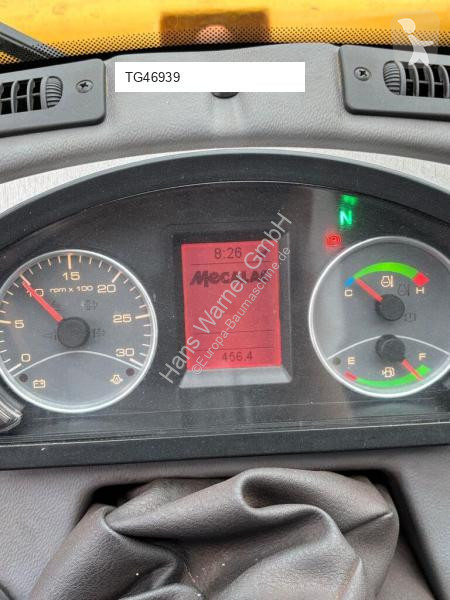 TG46939
N
8:26
MECALAC
456.4
15
10 rpm x 100 20
5 25
0 30
C H
E F
Hans Warner GmbH
©Europa-Baumaschine.de